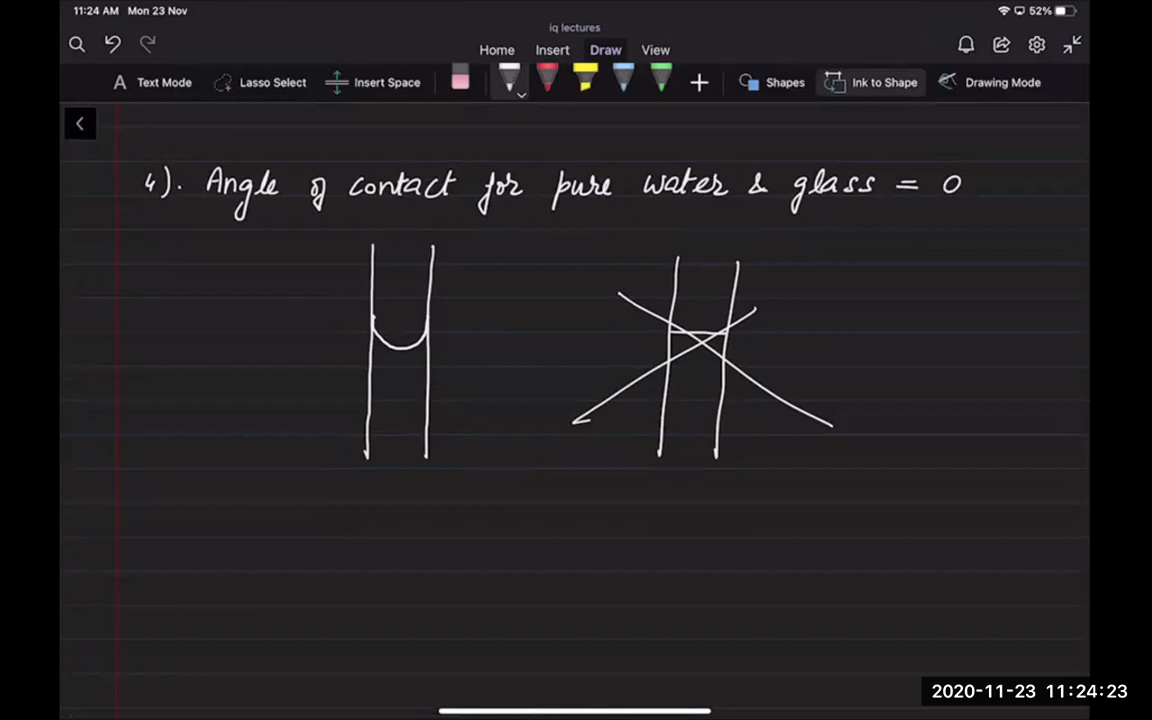 11:24 AM Mon 23 Nov
52%
iq lectures
Home Insert Draw View
Text Mode Lasso Select Insert Space Shapes Ink to Shape Drawing Mode
4). Angle of contact for pure water & glass = 0
2020-11-23 11:24:23